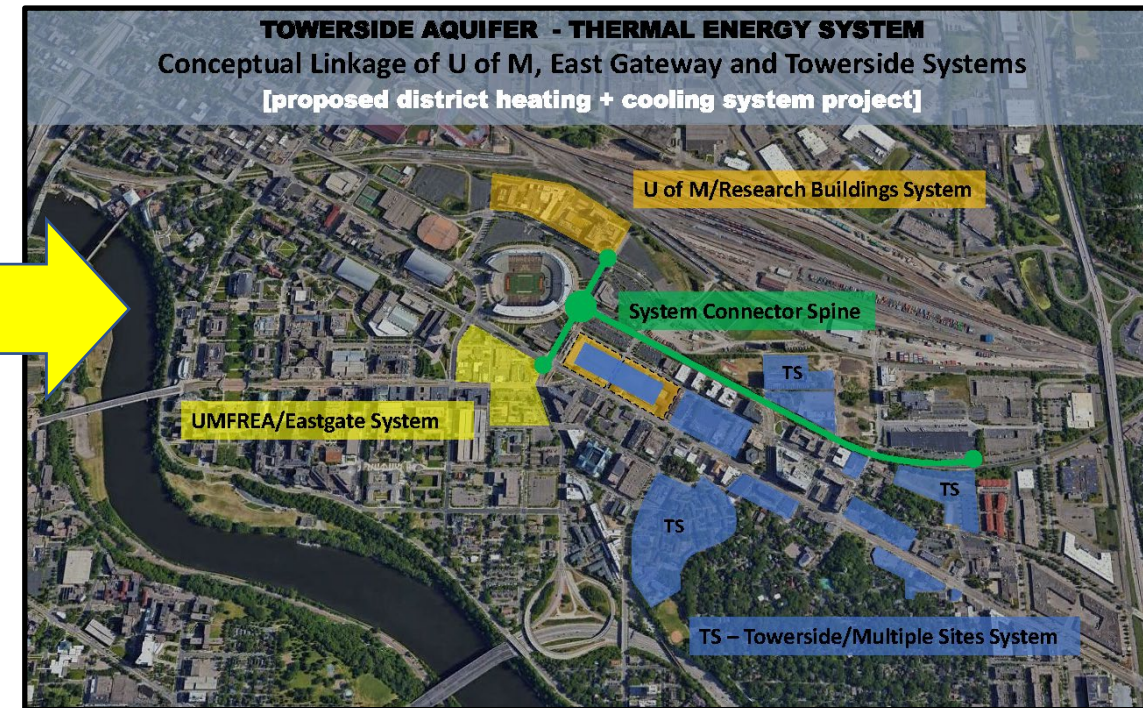 TOWERSIDE AQUIFER - THERMAL ENERGY SYSTEM
Conceptual Linkage of U of M, East Gateway and Towerside Systems
[proposed district heating + cooling system project]
U of M/Research Buildings System
System Connector Spine
TS
UMFREA/Eastgate System
TS
TS
TS – Towerside/Multiple Sites System